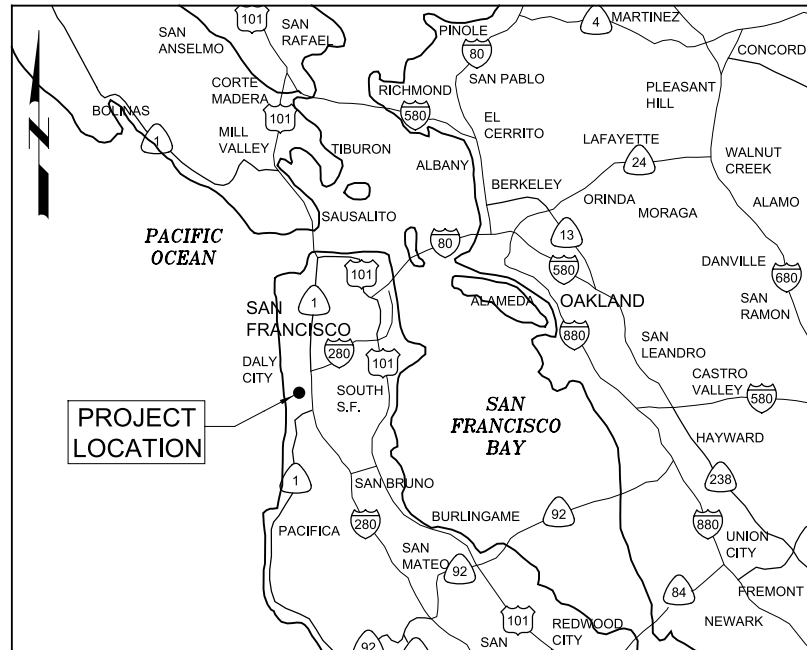 101
SAN
RAFAEL
SAN
ANSELMO
PINOLE
80
4
MARTINEZ
CONCORD
SAN PABLO
CORTE
MADERA
RICHMOND
580
PLEASANT
HILL
BOLINAS
1
101
MILL
VALLEY
TIBURON
EL
CERRITO
LAFAYETTE
24
WALNUT
CREEK
ALBANY
BERKELEY
ORINDA
MORAGA
ALAMO
SAUSALITO
N
PACIFIC
OCEAN
80
13
580
DANVILLE
680
SAN
RAMON
101
1
SAN
FRANCISCO
ALAMEDA
OAKLAND
880
280
101
SAN
LEANDRO
DALY
CITY
SOUTH
S.F.
CASTRO
VALLEY
580
PROJECT
LOCATION
SAN
FRANCISCO
BAY
HAYWARD
238
1
SAN BRUNO
280
PACIFICA
BURLINGAME
92
880
UNION
CITY
SAN
MATEO
92
84
FREMONT
NEWARK
101
REDWOOD
CITY
92
SAN